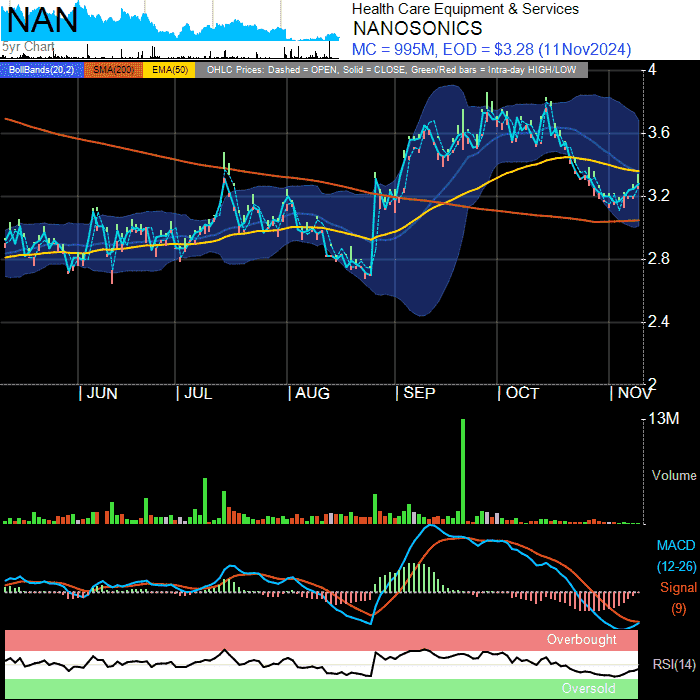 NAN
5yr Chart
Health Care Equipment & Services
NANOSONICS
MC = 995M, EOD = $3.28 (11Nov2024)
BollBands(20,2) SMA(200) EMA(50) OHLC Prices: Dashed = OPEN, Solid = CLOSE, Green/Red bars = Intra-day HIGH/LOW
4
3.6
3.2
2.8
2.4
2
| JUN | JUL | AUG | SEP | OCT | NOV
13M
Volume
MACD
(12-26)
Signal
(9)
Overbought
RSI(14)
Oversold